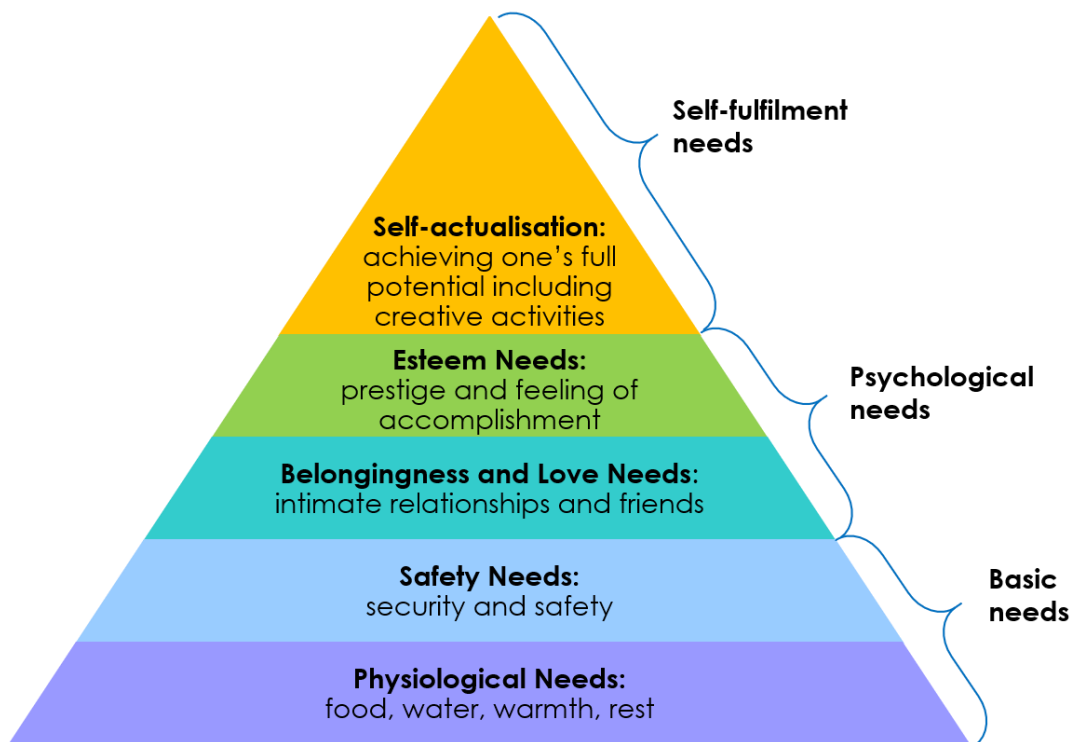 Self-fulfilment
needs
Self-actualisation:
achieving one’s full
potential including
creative activities
Esteem Needs:
prestige and feeling of
accomplishment
Psychological
needs
Belongingness and Love Needs:
intimate relationships and friends
Safety Needs:
security and safety
Basic
needs
Physiological Needs:
food, water, warmth, rest